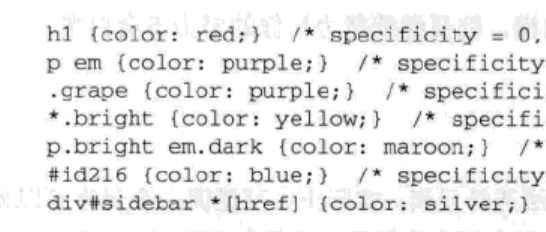 h1 {color: red;} /* specificity = 0,
p em {color: purple;} /* specificity
.grape {color: purple;} /* specifici
*.bright {color: yellow;} /* specifi
p.bright em.dark {color: maroon;} /*
#id216 {color: blue;} /* specificity
div#sidebar *[href] {color: silver;}